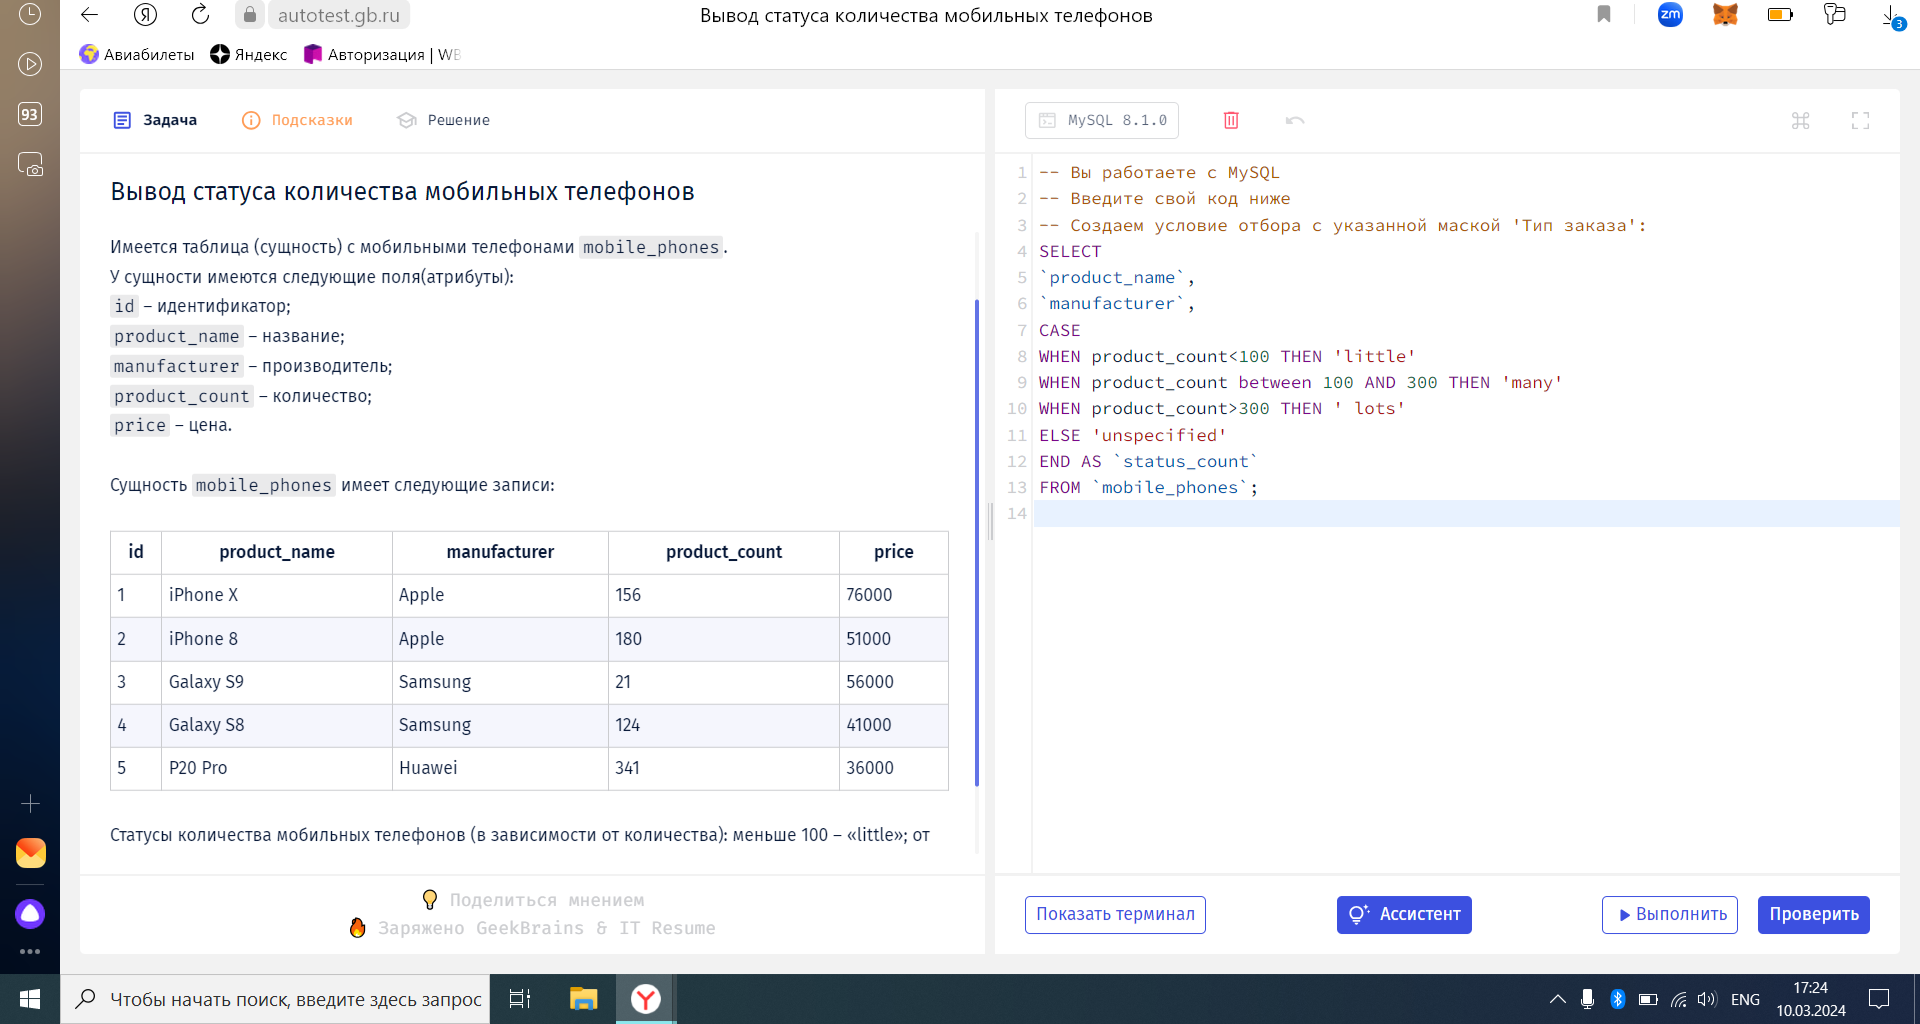 autotest.gb.ru
Вывод статуса количества мобильных телефонов
zm
3
Авиабилеты
Яндекс
Авторизация | WB
93
Задача
Подсказки
Решение
Вывод статуса количества мобильных телефонов
Имеется таблица (сущность) с мобильными телефонами mobile_phones.
У сущности имеются следующие поля(атрибуты):
id – идентификатор;
product_name – название;
manufacturer – производитель;
product_count – количество;
price – цена.
Сущность mobile_phones имеет следующие записи:
id product_name manufacturer product_count price
1 iPhone X Apple 156 76000
2 iPhone 8 Apple 180 51000
3 Galaxy S9 Samsung 21 56000
4 Galaxy S8 Samsung 124 41000
5 P20 Pro Huawei 341 36000
Статусы количества мобильных телефонов (в зависимости от количества): меньше 100 – «little»; от
Поделиться мнением
Заряжено GeekBrains & IT Resume
MySQL 8.1.0
1 -- Вы работаете с MySQL
2 -- Введите свой код ниже
3 -- Создаем условие отбора с указанной маской 'Тип заказа':
4 SELECT
5 `product_name`,
6 `manufacturer`,
7 CASE
8 WHEN product_count<100 THEN 'little'
9 WHEN product_count between 100 AND 300 THEN 'many'
10 WHEN product_count>300 THEN ' lots'
11 ELSE 'unspecified'
12 END AS `status_count`
13 FROM `mobile_phones`;
14
Показать терминал
Ассистент
Выполнить
Проверить
Чтобы начать поиск, введите здесь запрос
ENG
17:24
10.03.2024